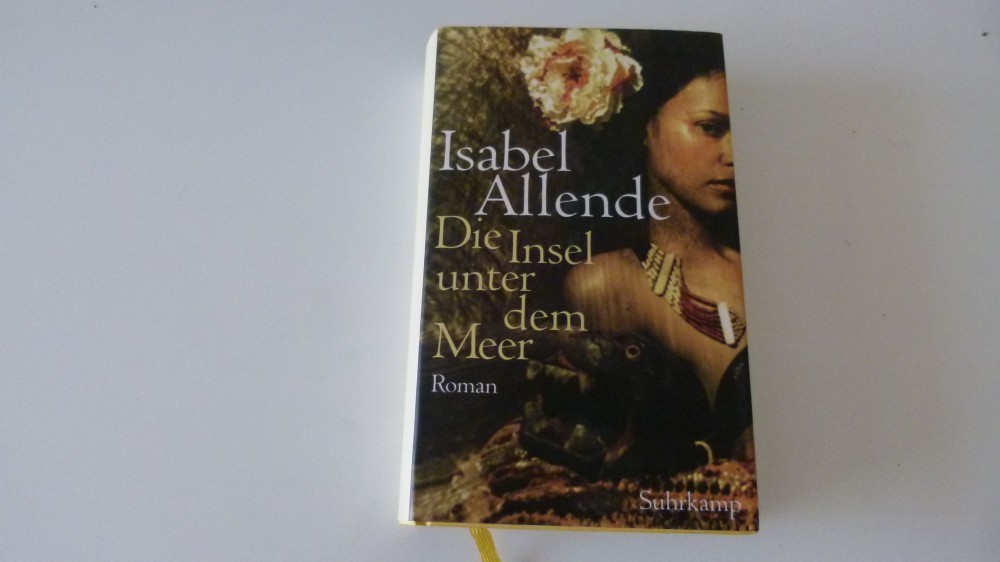 Isabel
Allende
Die Insel
unter
dem
Meer
Roman
Suhrkamp